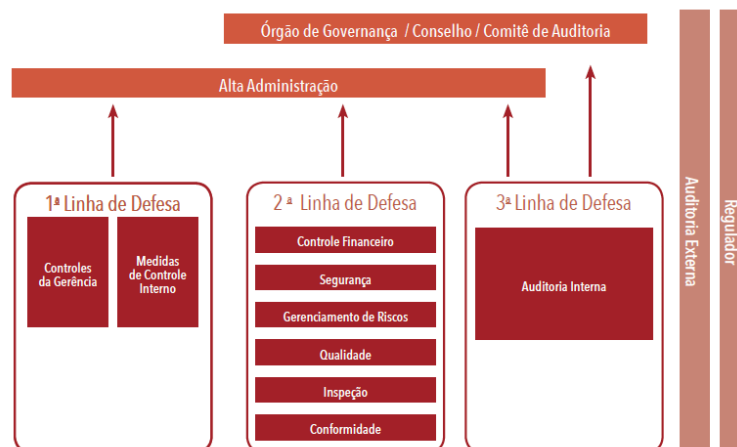 Órgão de Governança / Conselho / Comitê de Auditoria
Alta Administração
1ª Linha de Defesa
Controles
da Gerência
Medidas
de Controle
Interno
2 ª Linha de Defesa
Controle Financeiro
Segurança
Gerenciamento de Riscos
Qualidade
Inspeção
Conformidade
3ª Linha de Defesa
Auditoria Interna
Auditoria Externa
Regulador